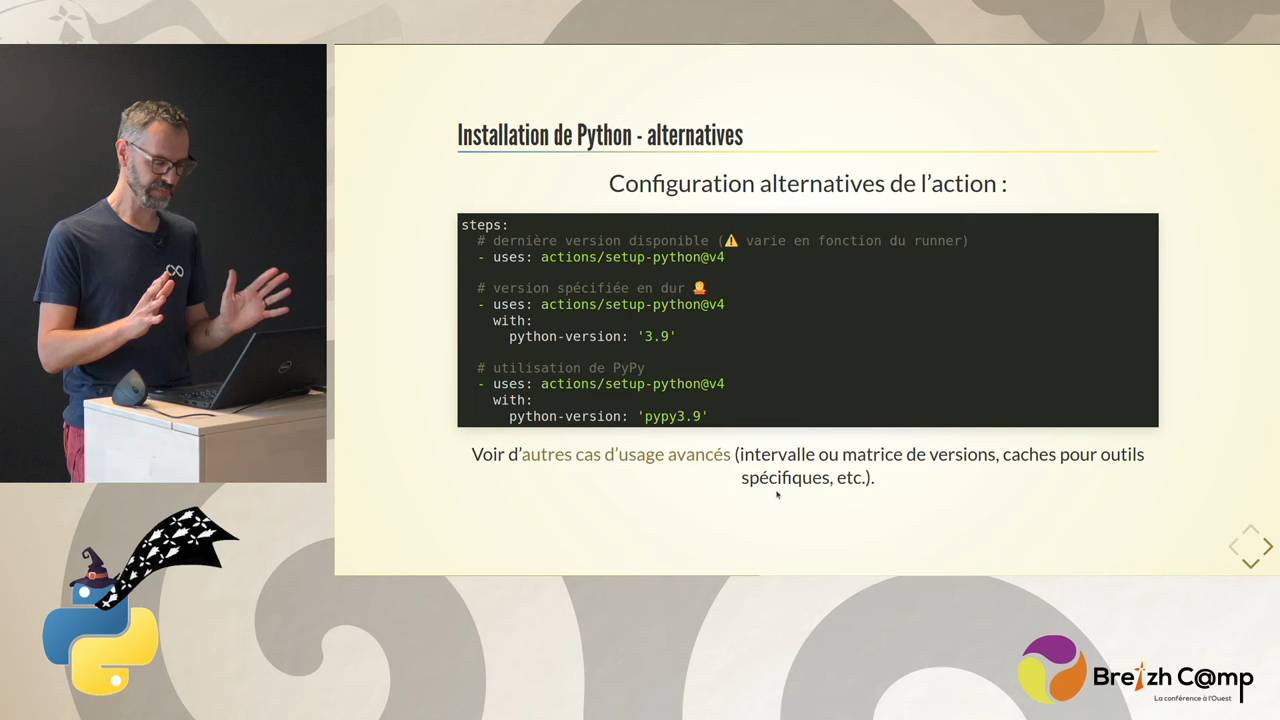 Installation de Python - alternatives
Configuration alternatives de l’action :
steps:
# dernière version disponible (⚠️ varie en fonction du runner)
- uses: actions/setup-python@v4
# version spécifiée en dur 🤷
- uses: actions/setup-python@v4
with:
python-version: '3.9'
# utilisation de PyPy
- uses: actions/setup-python@v4
with:
python-version: 'pypy3.9'
Voir d’autres cas d’usage avancés (intervalle ou matrice de versions, caches pour outils
spécifiques, etc.).
Breizh C@mp
La conférence à l'Ouest